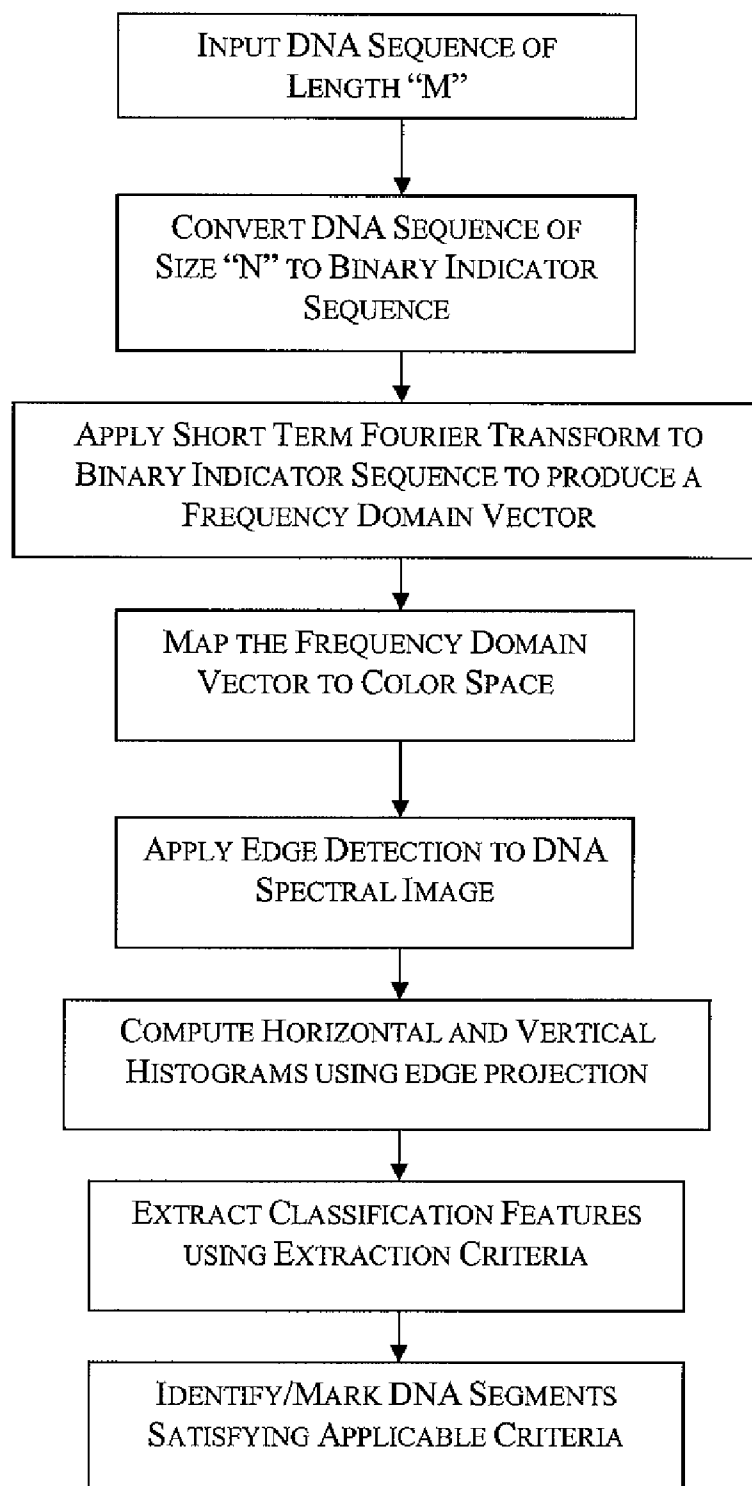 INPUT DNA SEQUENCE OF
LENGTH “M”
CONVERT DNA SEQUENCE OF
SIZE “N” TO BINARY INDICATOR
SEQUENCE
APPLY SHORT TERM FOURIER TRANSFORM TO
BINARY INDICATOR SEQUENCE TO PRODUCE A
FREQUENCY DOMAIN VECTOR
MAP THE FREQUENCY DOMAIN
VECTOR TO COLOR SPACE
APPLY EDGE DETECTION TO DNA
SPECTRAL IMAGE
COMPUTE HORIZONTAL AND VERTICAL
HISTOGRAMS USING EDGE PROJECTION
EXTRACT CLASSIFICATION FEATURES
USING EXTRACTION CRITERIA
IDENTIFY/MARK DNA SEGMENTS
SATISFYING APPLICABLE CRITERIA